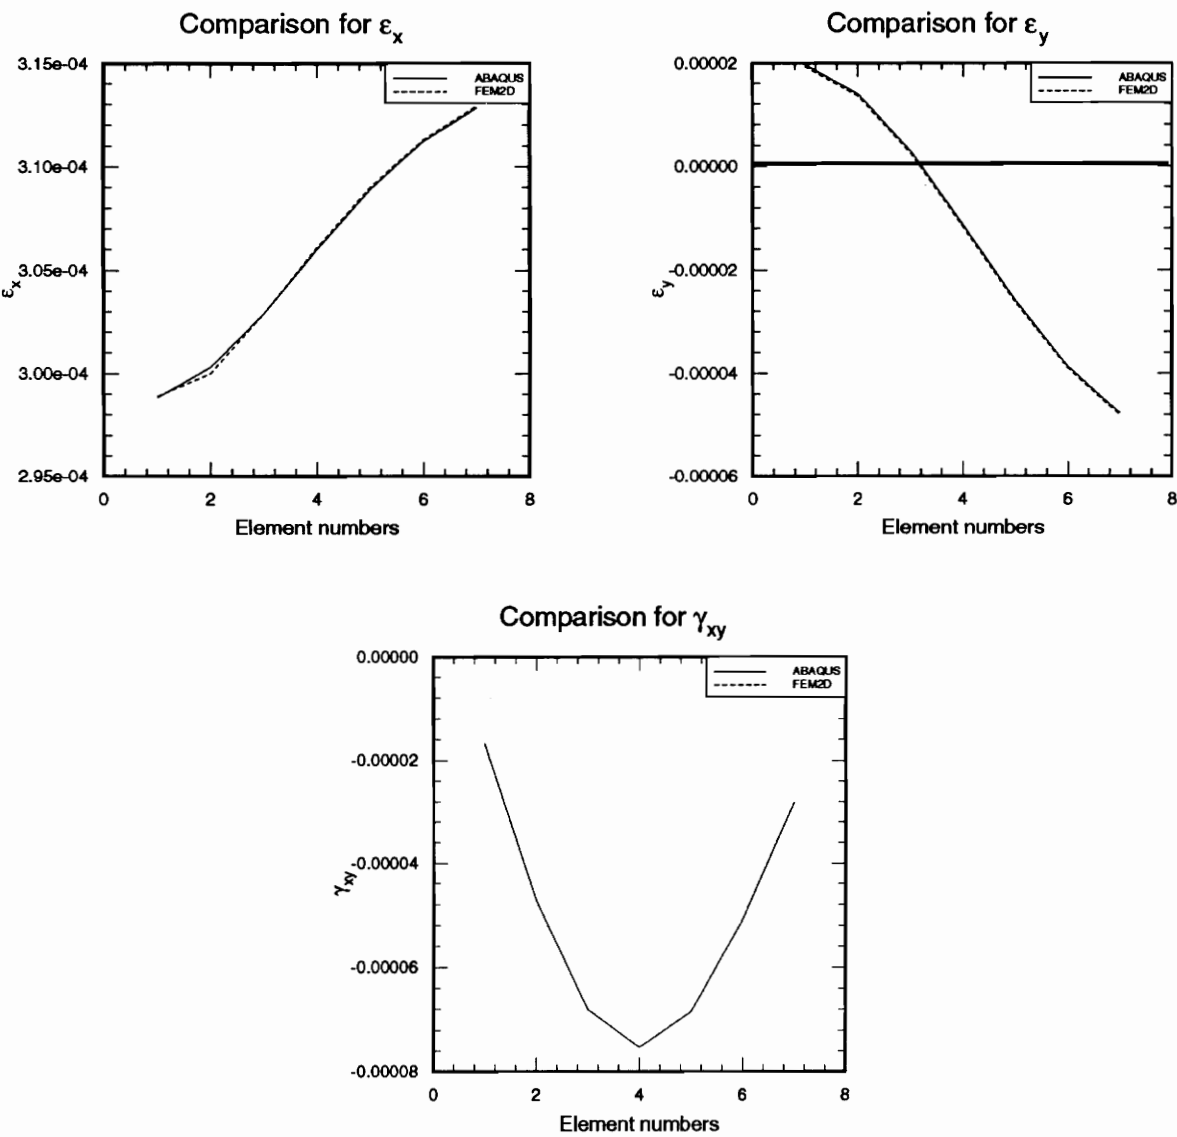 Comparison for εx
3.15e-04
3.10e-04
3.05e-04
3.00e-04
2.95e-04
εx
ABAQUS
FEM2D
0 2 4 6 8
Element numbers
Comparison for εy
0.00002
0.00000
-0.00002
-0.00004
-0.00006
εy
ABAQUS
FEM2D
0 2 4 6 8
Element numbers
Comparison for γxy
0.00000
-0.00002
-0.00004
-0.00006
-0.00008
γxy
ABAQUS
FEM2D
0 2 4 6 8
Element numbers